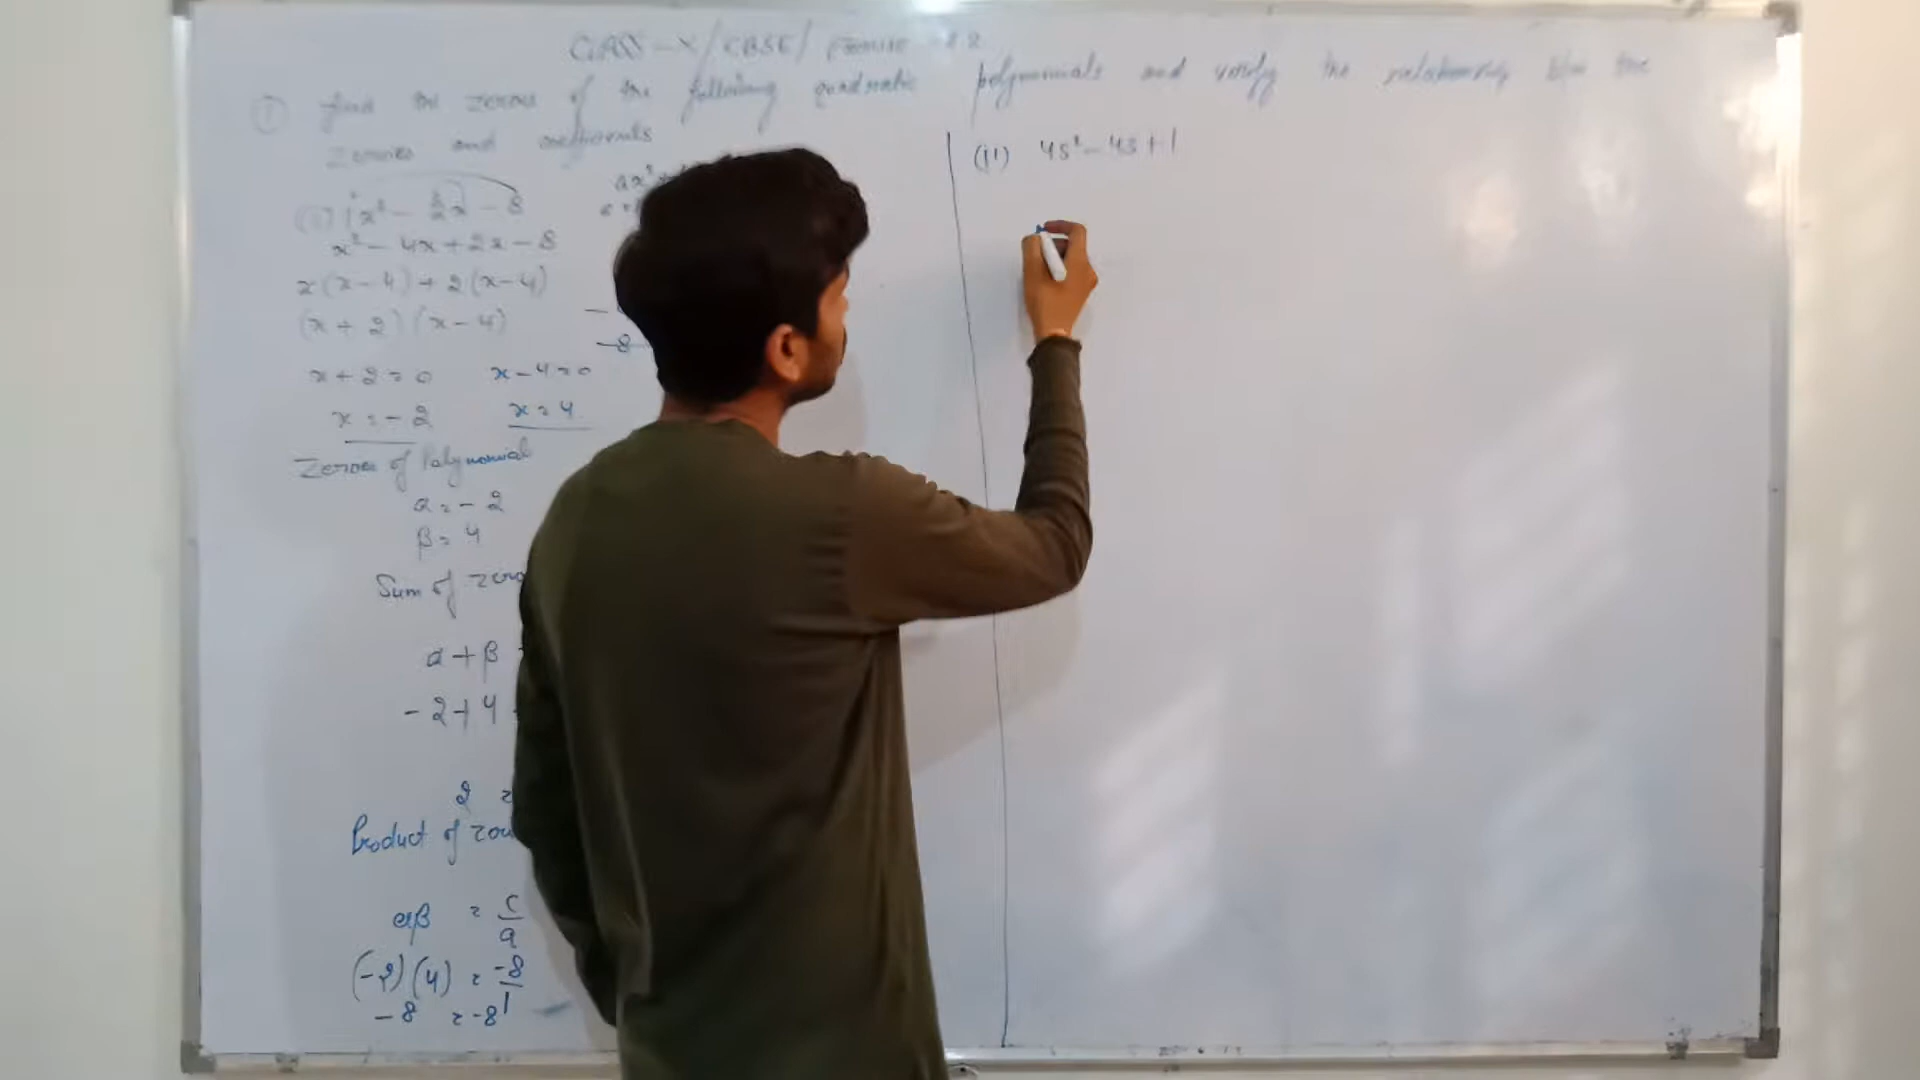 CLASS-X/CBSE/ Exercise - 2.2
① find the zeroes of the following quadratic polynomials and verify the relationship b/w the
zeroes and coefficients
x² - 2x - 8
x² - 4x + 2x - 8
x(x-4) + 2(x-4)
(x + 2) (x - 4)
x + 2 = 0 x - 4 = 0
x = - 2 x = 4
Zeroes of Polynomial
α = - 2
β = 4
Sum of
α + β
- 2 + 4
2 =
Product of
αβ = c/a
(-2)(4) = -8/1
- 8 = -8
(ii) 4s² - 4s + 1